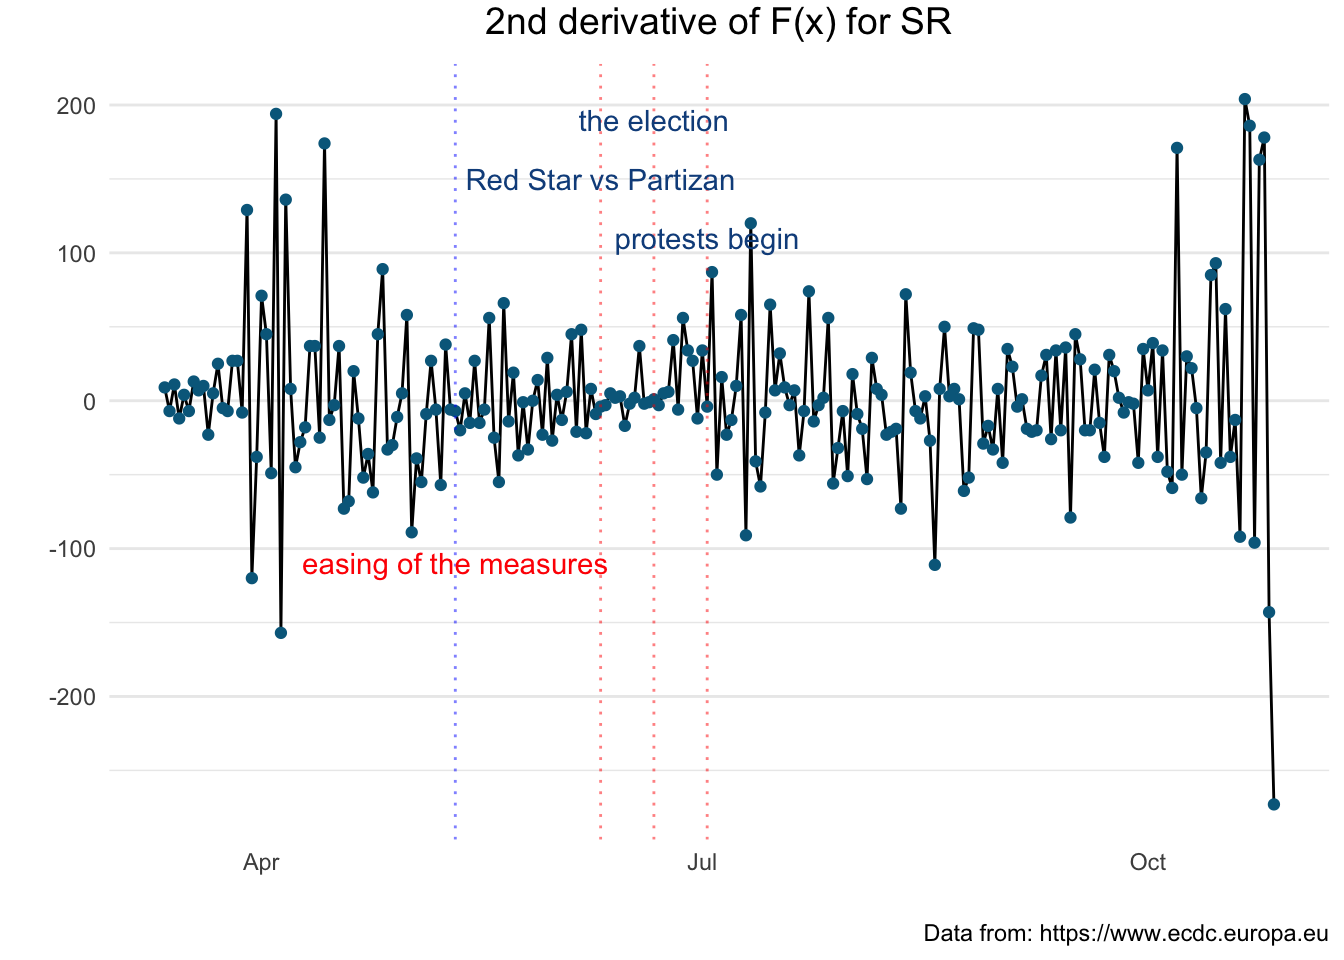 2nd derivative of F(x) for SR
200
the election
Red Star vs Partizan
protests begin
100
0
-100
easing of the measures
-200
Apr
Jul
Oct
Data from: https://www.ecdc.europa.eu